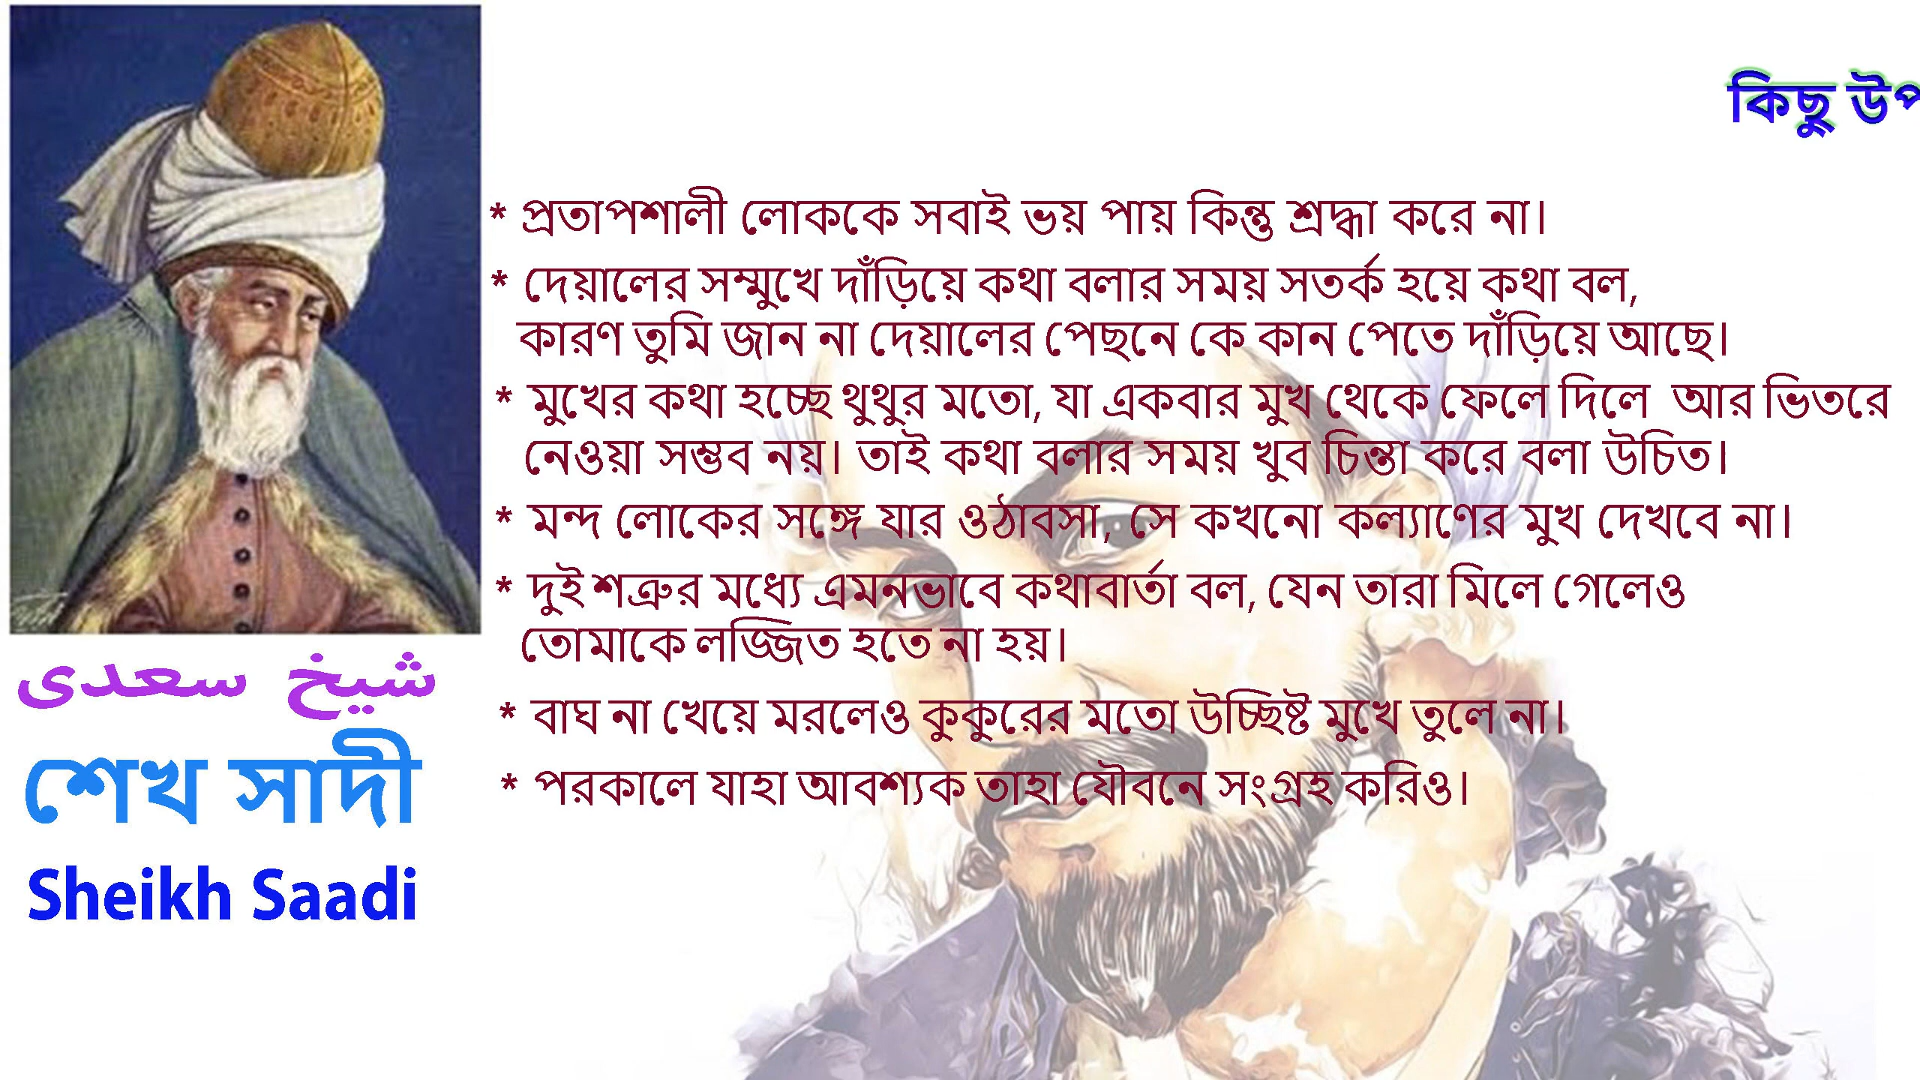 কিছু
* প্রতাপশালী লোককে সবাই ভয় পায় কিন্তু শ্রদ্ধা করে না।
* দেয়ালের সম্মুখে দাঁড়িয়ে কথা বলার সময় সতর্ক হয়ে কথা বল,
কারণ তুমি জান না দেয়ালের পেছনে কে কান পেতে দাঁড়িয়ে আছে।
* মুখের কথা হচ্ছে থুথুর মতো, যা একবার মুখ থেকে ফেলে দিলে আর ভিতরে
নেওয়া সম্ভব নয়। তাই কথা বলার সময় খুব চিন্তা করে বলা উচিত।
* মন্দ লোকের সঙ্গে যার ওঠাবসা, সে কখনো কল্যাণের মুখ দেখবে না।
* দুই শত্রুর মধ্যে এমনভাবে কথাবার্তা বল, যেন তারা মিলে গেলেও
তোমাকে লজ্জিত হতে না হয়।
* বাঘ না খেয়ে মরলেও কুকুরের মতো উচ্ছিষ্ট মুখে তুলে না।
* পরকালে যাহা আবশ্যক তাহা যৌবনে সংগ্রহ করিও।
شیخ سعدی
শেখ সাদী
Sheikh Saadi